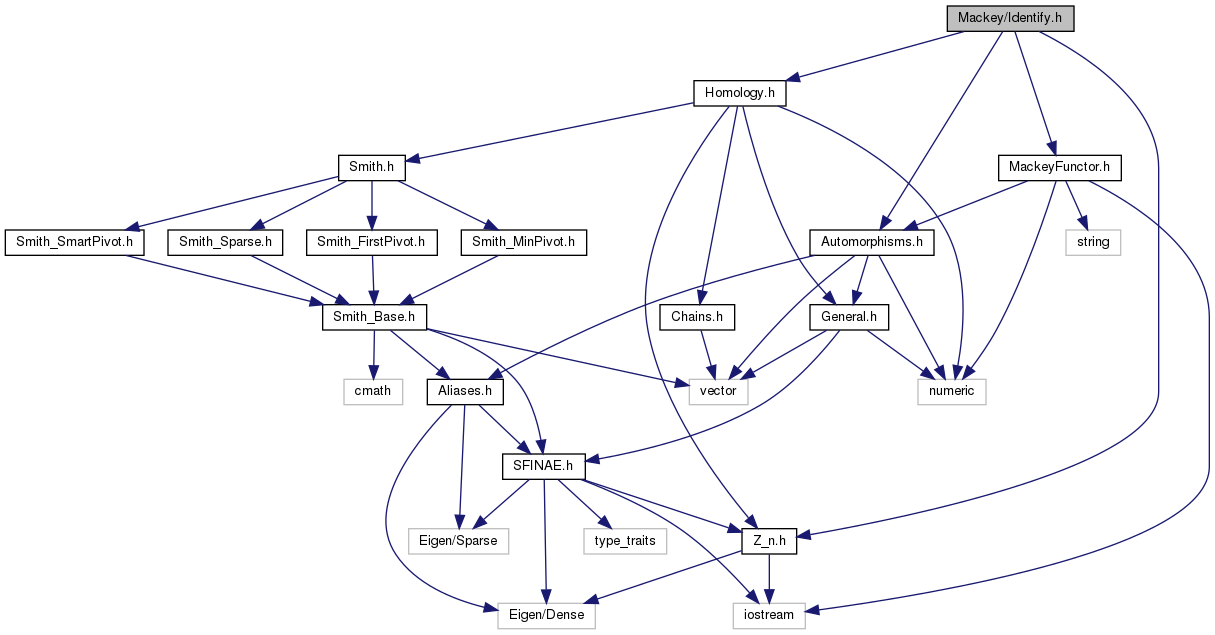 Mackey/Identify.h
Homology.h
Smith.h
MackeyFunctor.h
Smith_SmartPivot.h
Smith_Sparse.h
Smith_FirstPivot.h
Smith_MinPivot.h
Automorphisms.h
string
Smith_Base.h
Chains.h
General.h
cmath
Aliases.h
vector
numeric
SFINAE.h
Eigen/Sparse
type_traits
Z_n.h
Eigen/Dense
iostream